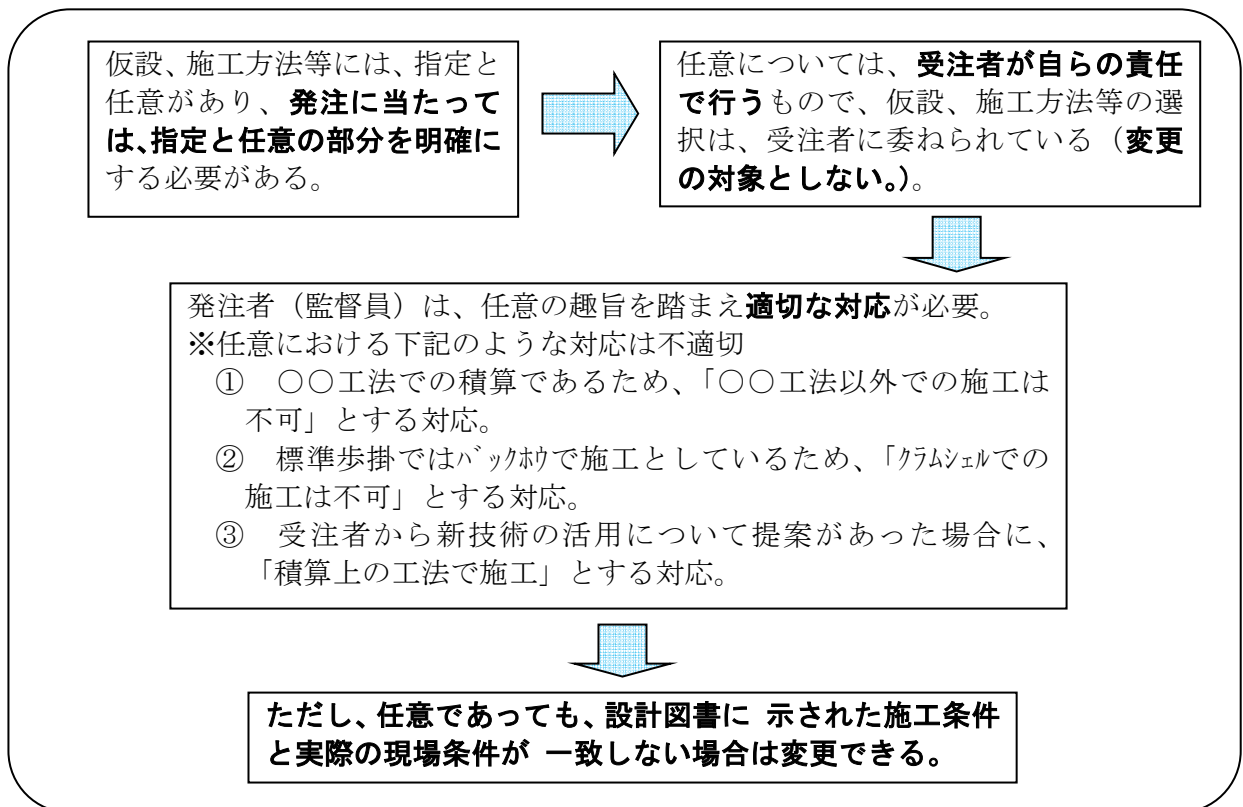 仮設、施工方法等には、指定と
任意があり、発注に当たって
は、指定と任意の部分を明確に
する必要がある。
任意については、受注者が自らの責任
で行うもので、仮設、施工方法等の選
択は、受注者に委ねられている（変更
の対象としない。）。
発注者（監督員）は、任意の趣旨を踏まえ適切な対応が必要。
※任意における下記のような対応は不適切
①　○○工法での積算であるため、「○○工法以外での施工は
不可」とする対応。
②　標準歩掛ではﾊﾞｯｸﾎｳで施工としているため、「ｸﾗﾑｼｪﾙでの
施工は不可」とする対応。
③　受注者から新技術の活用について提案があった場合に、
「積算上の工法で施工」とする対応。
ただし、任意であっても、設計図書に 示された施工条件
と実際の現場条件が 一致しない場合は変更できる。